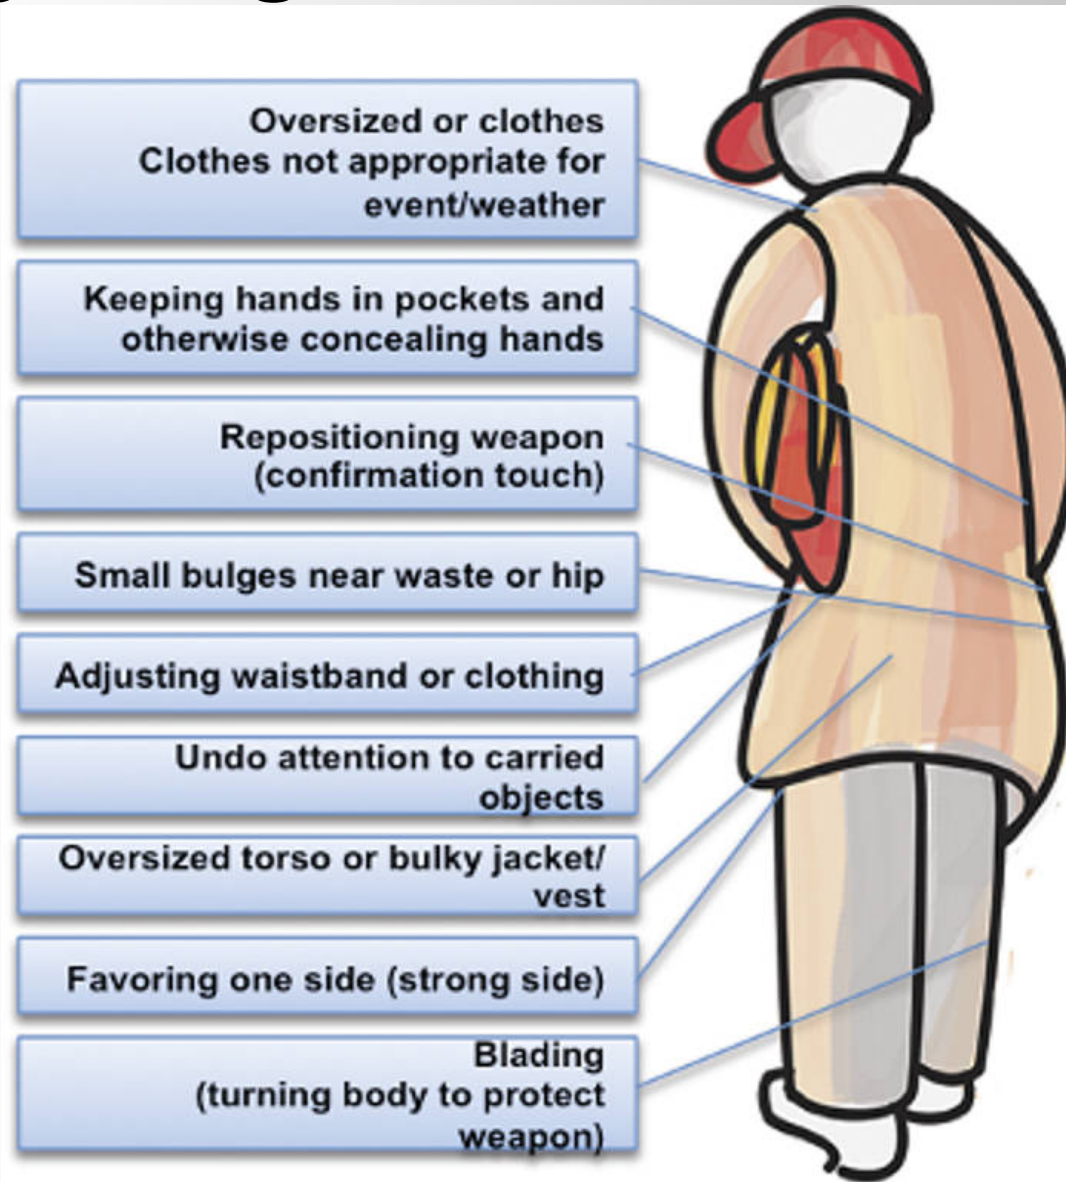 Oversized or clothes
Clothes not appropriate for
event/weather
Keeping hands in pockets and
otherwise concealing hands
Repositioning weapon
(confirmation touch)
Small bulges near waste or hip
Adjusting waistband or clothing
Undo attention to carried
objects
Oversized torso or bulky jacket/
vest
Favoring one side (strong side)
Blading
(turning body to protect
weapon)